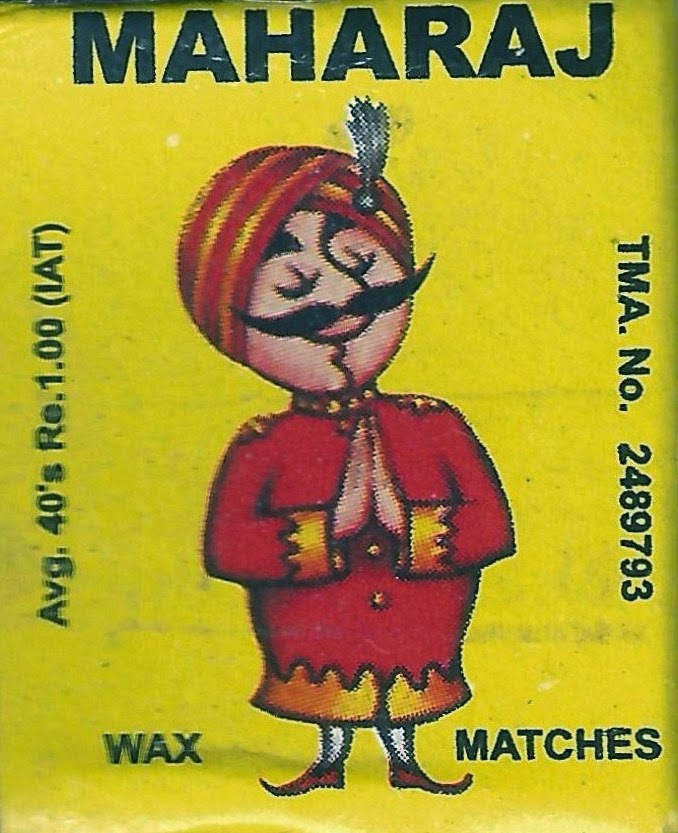 MAHARAJ
Avg. 40's Re.1.00 (IAT)
TMA. No. 2489793
WAX MATCHES